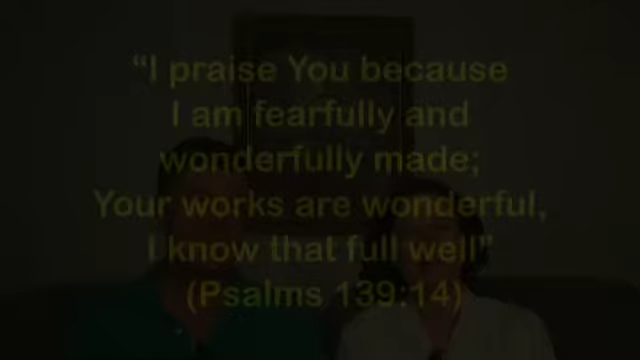 “I praise You because
I am fearfully and
wonderfully made;
Your works are wonderful,
I know that full well”
(Psalms 139:14)